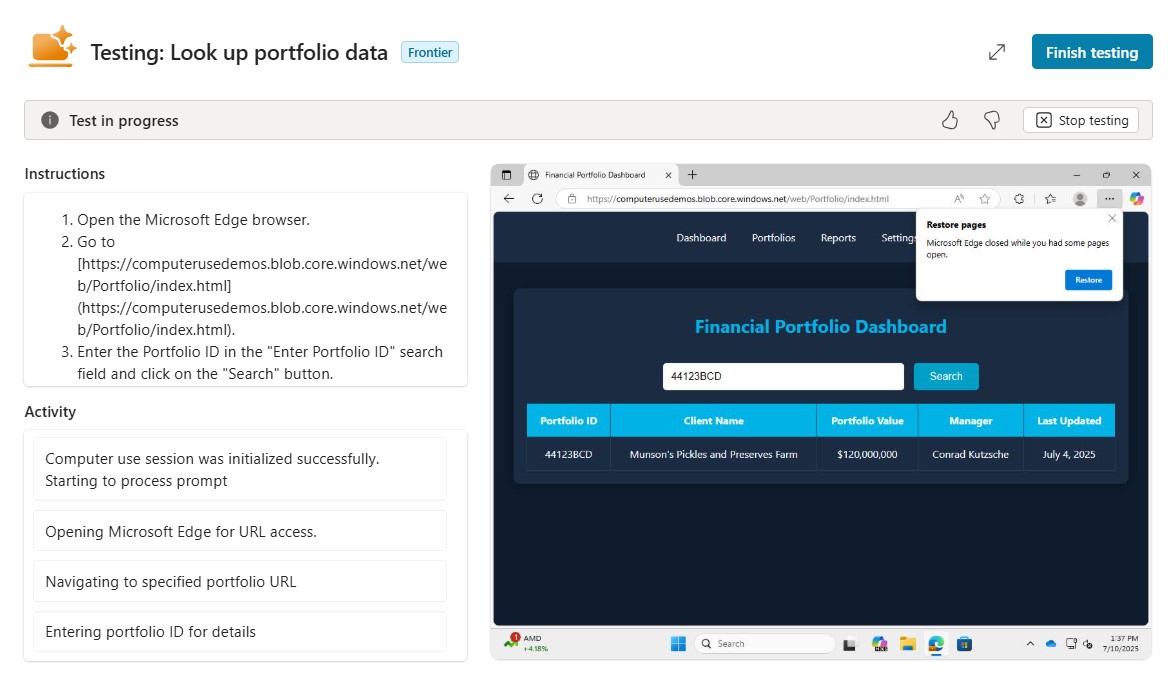 Testing: Look up portfolio data
Frontier
Finish testing
Test in progress
Stop testing
Instructions
1. Open the Microsoft Edge browser.
2. Go to
[https://computerusedemos.blob.core.windows.net/we
b/Portfolio/index.html]
(https://computerusedemos.blob.core.windows.net/we
b/Portfolio/index.html).
3. Enter the Portfolio ID in the "Enter Portfolio ID" search
field and click on the "Search" button.
Activity
Computer use session was initialized successfully.
Starting to process prompt
Opening Microsoft Edge for URL access.
Navigating to specified portfolio URL
Entering portfolio ID for details
Financial Portfolio Dashboard
https://computerusedemos.blob.core.windows.net/web/Portfolio/index.html
Dashboard Portfolios Reports Settings
Restore pages
Microsoft Edge closed while you had some pages
open.
Restore
Financial Portfolio Dashboard
44123BCD
Search
Portfolio ID Client Name Portfolio Value Manager Last Updated
44123BCD Munson's Pickles and Preserves Farm $120,000,000 Conrad Kutzsche July 4, 2025
1
AMD
+4.18%
Search
1:37 PM
7/10/2025